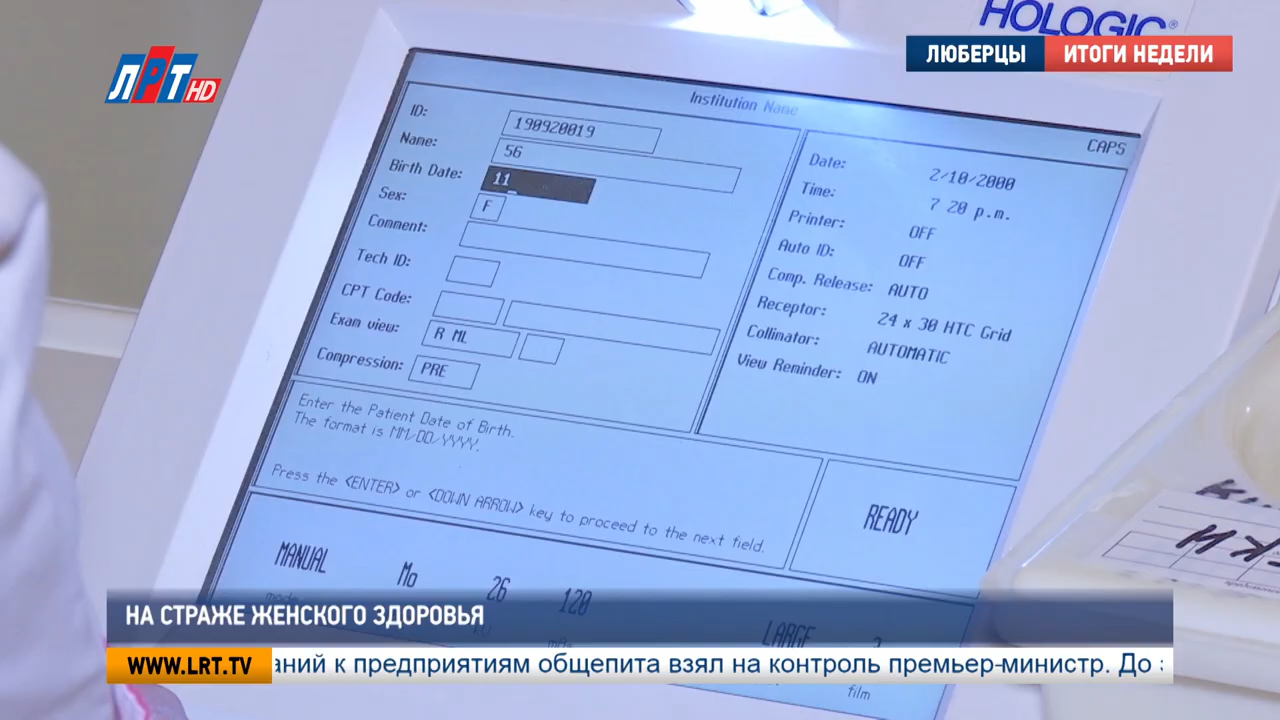 HOLOGIC®
ЛРТ HD
ЛЮБЕРЦЫ ИТОГИ НЕДЕЛИ
Institution Name
CAPS
ID: 190920019
Name: 56
Birth Date: 11_
Sex: F
Comment:
Tech ID:
CPT Code:
Exam view: R ML
Compression: PRE
Date: 2/10/2000
Time: 7 20 p.m.
Printer: OFF
Auto ID: OFF
Comp. Release: AUTO
Receptor: 24 x 30 HTC Grid
Collimator: AUTOMATIC
View Reminder: ON
Enter the Patient Date of Birth.
The format is MM/DD/YYYY.
Press the <ENTER> or <DOWN ARROW> key to proceed to the next field.
READY
MANUAL Mo 26 120 LARGE
film
НА СТРАЖЕ ЖЕНСКОГО ЗДОРОВЬЯ
WWW.LRT.TV
аний к предприятиям общепита взял на контроль премьер-министр. До